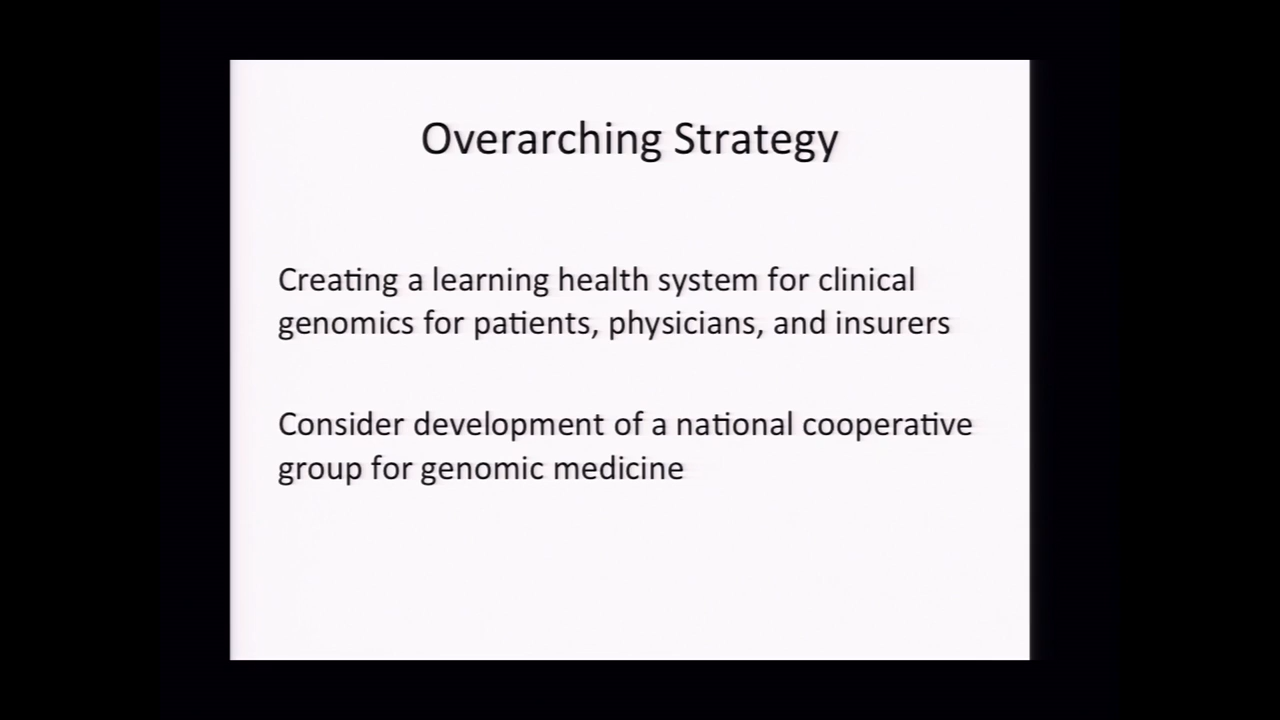 Overarching Strategy
Creating a learning health system for clinical
genomics for patients, physicians, and insurers
Consider development of a national cooperative
group for genomic medicine